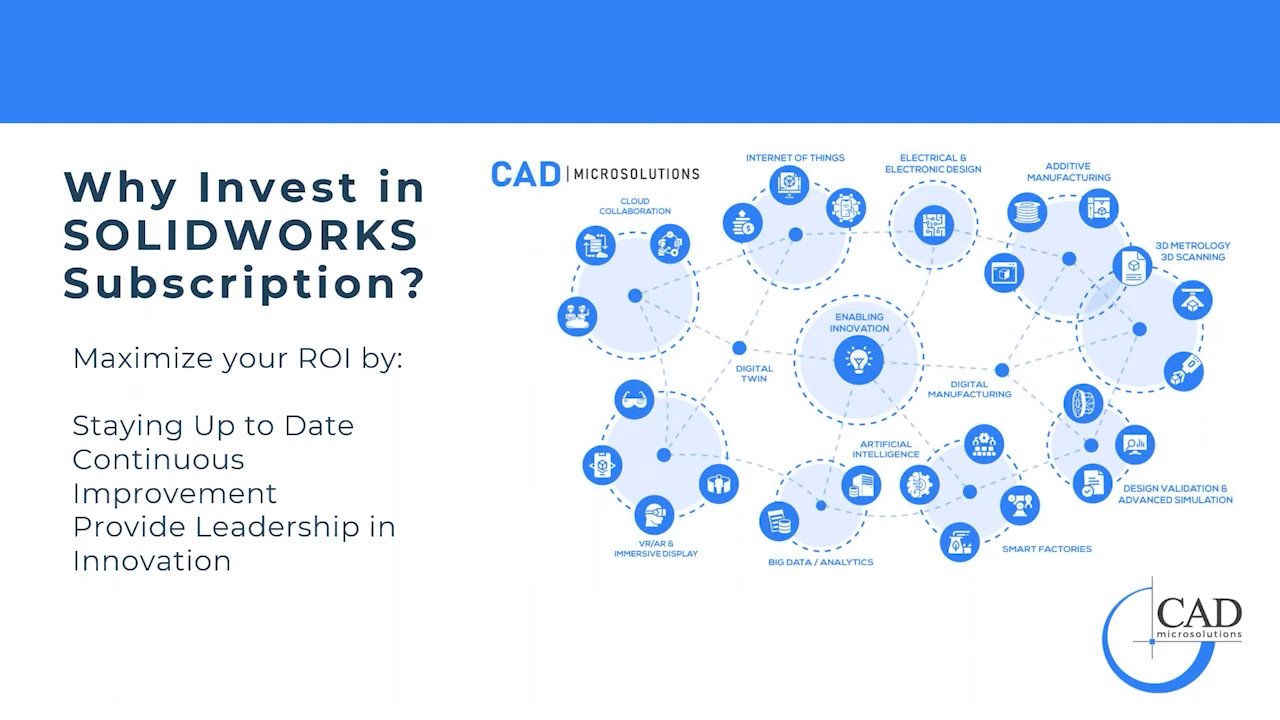 Why Invest in
SOLIDWORKS
Subscription?
Maximize your ROI by:
Staying Up to Date
Continuous
Improvement
Provide Leadership in
Innovation
CAD | MICROSOLUTIONS
CLOUD
COLLABORATION
INTERNET OF THINGS
ELECTRICAL &
ELECTRONIC DESIGN
ADDITIVE
MANUFACTURING
3D METROLOGY
3D SCANNING
ENABLING
INNOVATION
DIGITAL
TWIN
DIGITAL
MANUFACTURING
ARTIFICIAL
INTELLIGENCE
DESIGN VALIDATION &
ADVANCED SIMULATION
VR/AR &
IMMERSIVE DISPLAY
BIG DATA / ANALYTICS
SMART FACTORIES
CAD
microsolutions